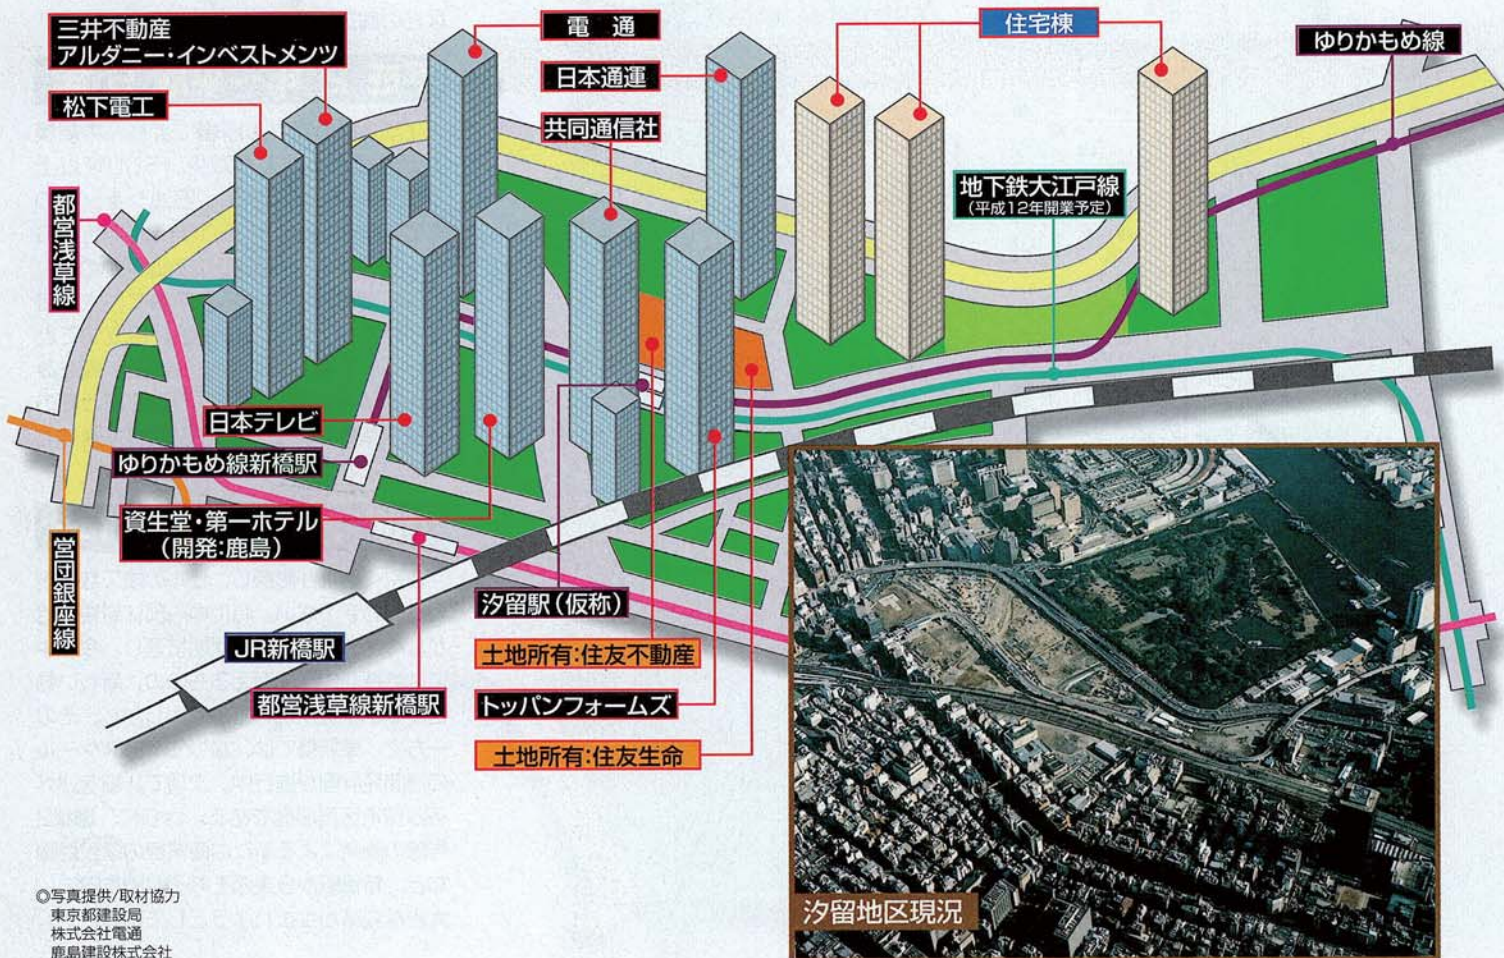 三井不動産
アルダニー・インベストメンツ
電　通
住宅棟
ゆりかもめ線
松下電工
日本通運
共同通信社
都営浅草線
地下鉄大江戸線
（平成12年開業予定）
日本テレビ
ゆりかもめ線新橋駅
資生堂・第一ホテル
（開発：鹿島）
営団銀座線
汐留駅（仮称）
JR新橋駅
土地所有：住友不動産
都営浅草線新橋駅
トッパンフォームズ
土地所有：住友生命
汐留地区現況
◎写真提供/取材協力
東京都建設局
株式会社電通
鹿島建設株式会社